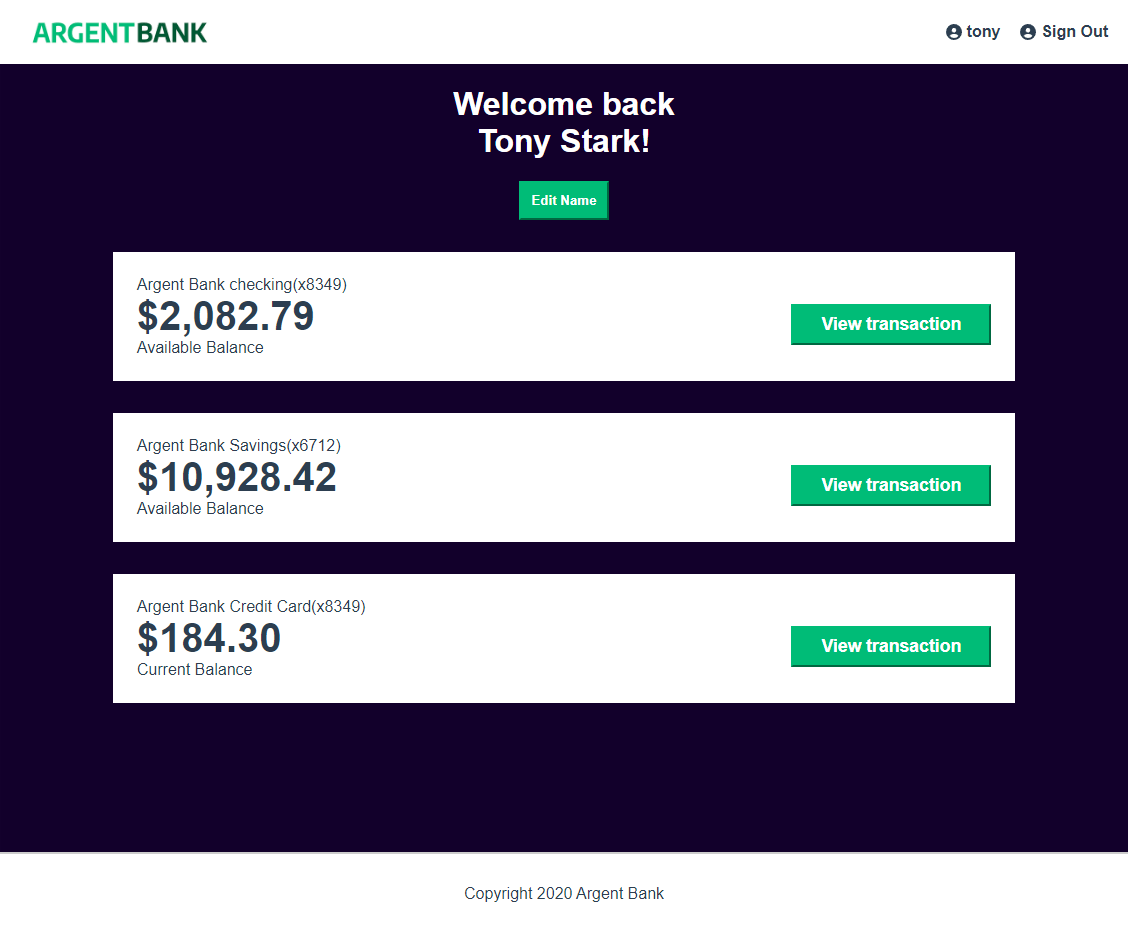 ARGENTBANK
tony Sign Out
Welcome back
Tony Stark!
Edit Name
Argent Bank checking(x8349)
$2,082.79
Available Balance
View transaction
Argent Bank Savings(x6712)
$10,928.42
Available Balance
View transaction
Argent Bank Credit Card(x8349)
$184.30
Current Balance
View transaction
Copyright 2020 Argent Bank